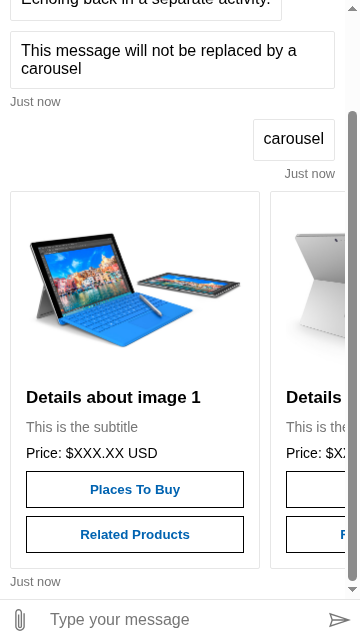 Echoing back in a separate activity.
This message will not be replaced by a
carousel
Just now
carousel
Just now
Details about image 1
This is the subtitle
Price: $XXX.XX USD
Places To Buy
Related Products
Details
This is the
Price: $X
Just now
Type your message